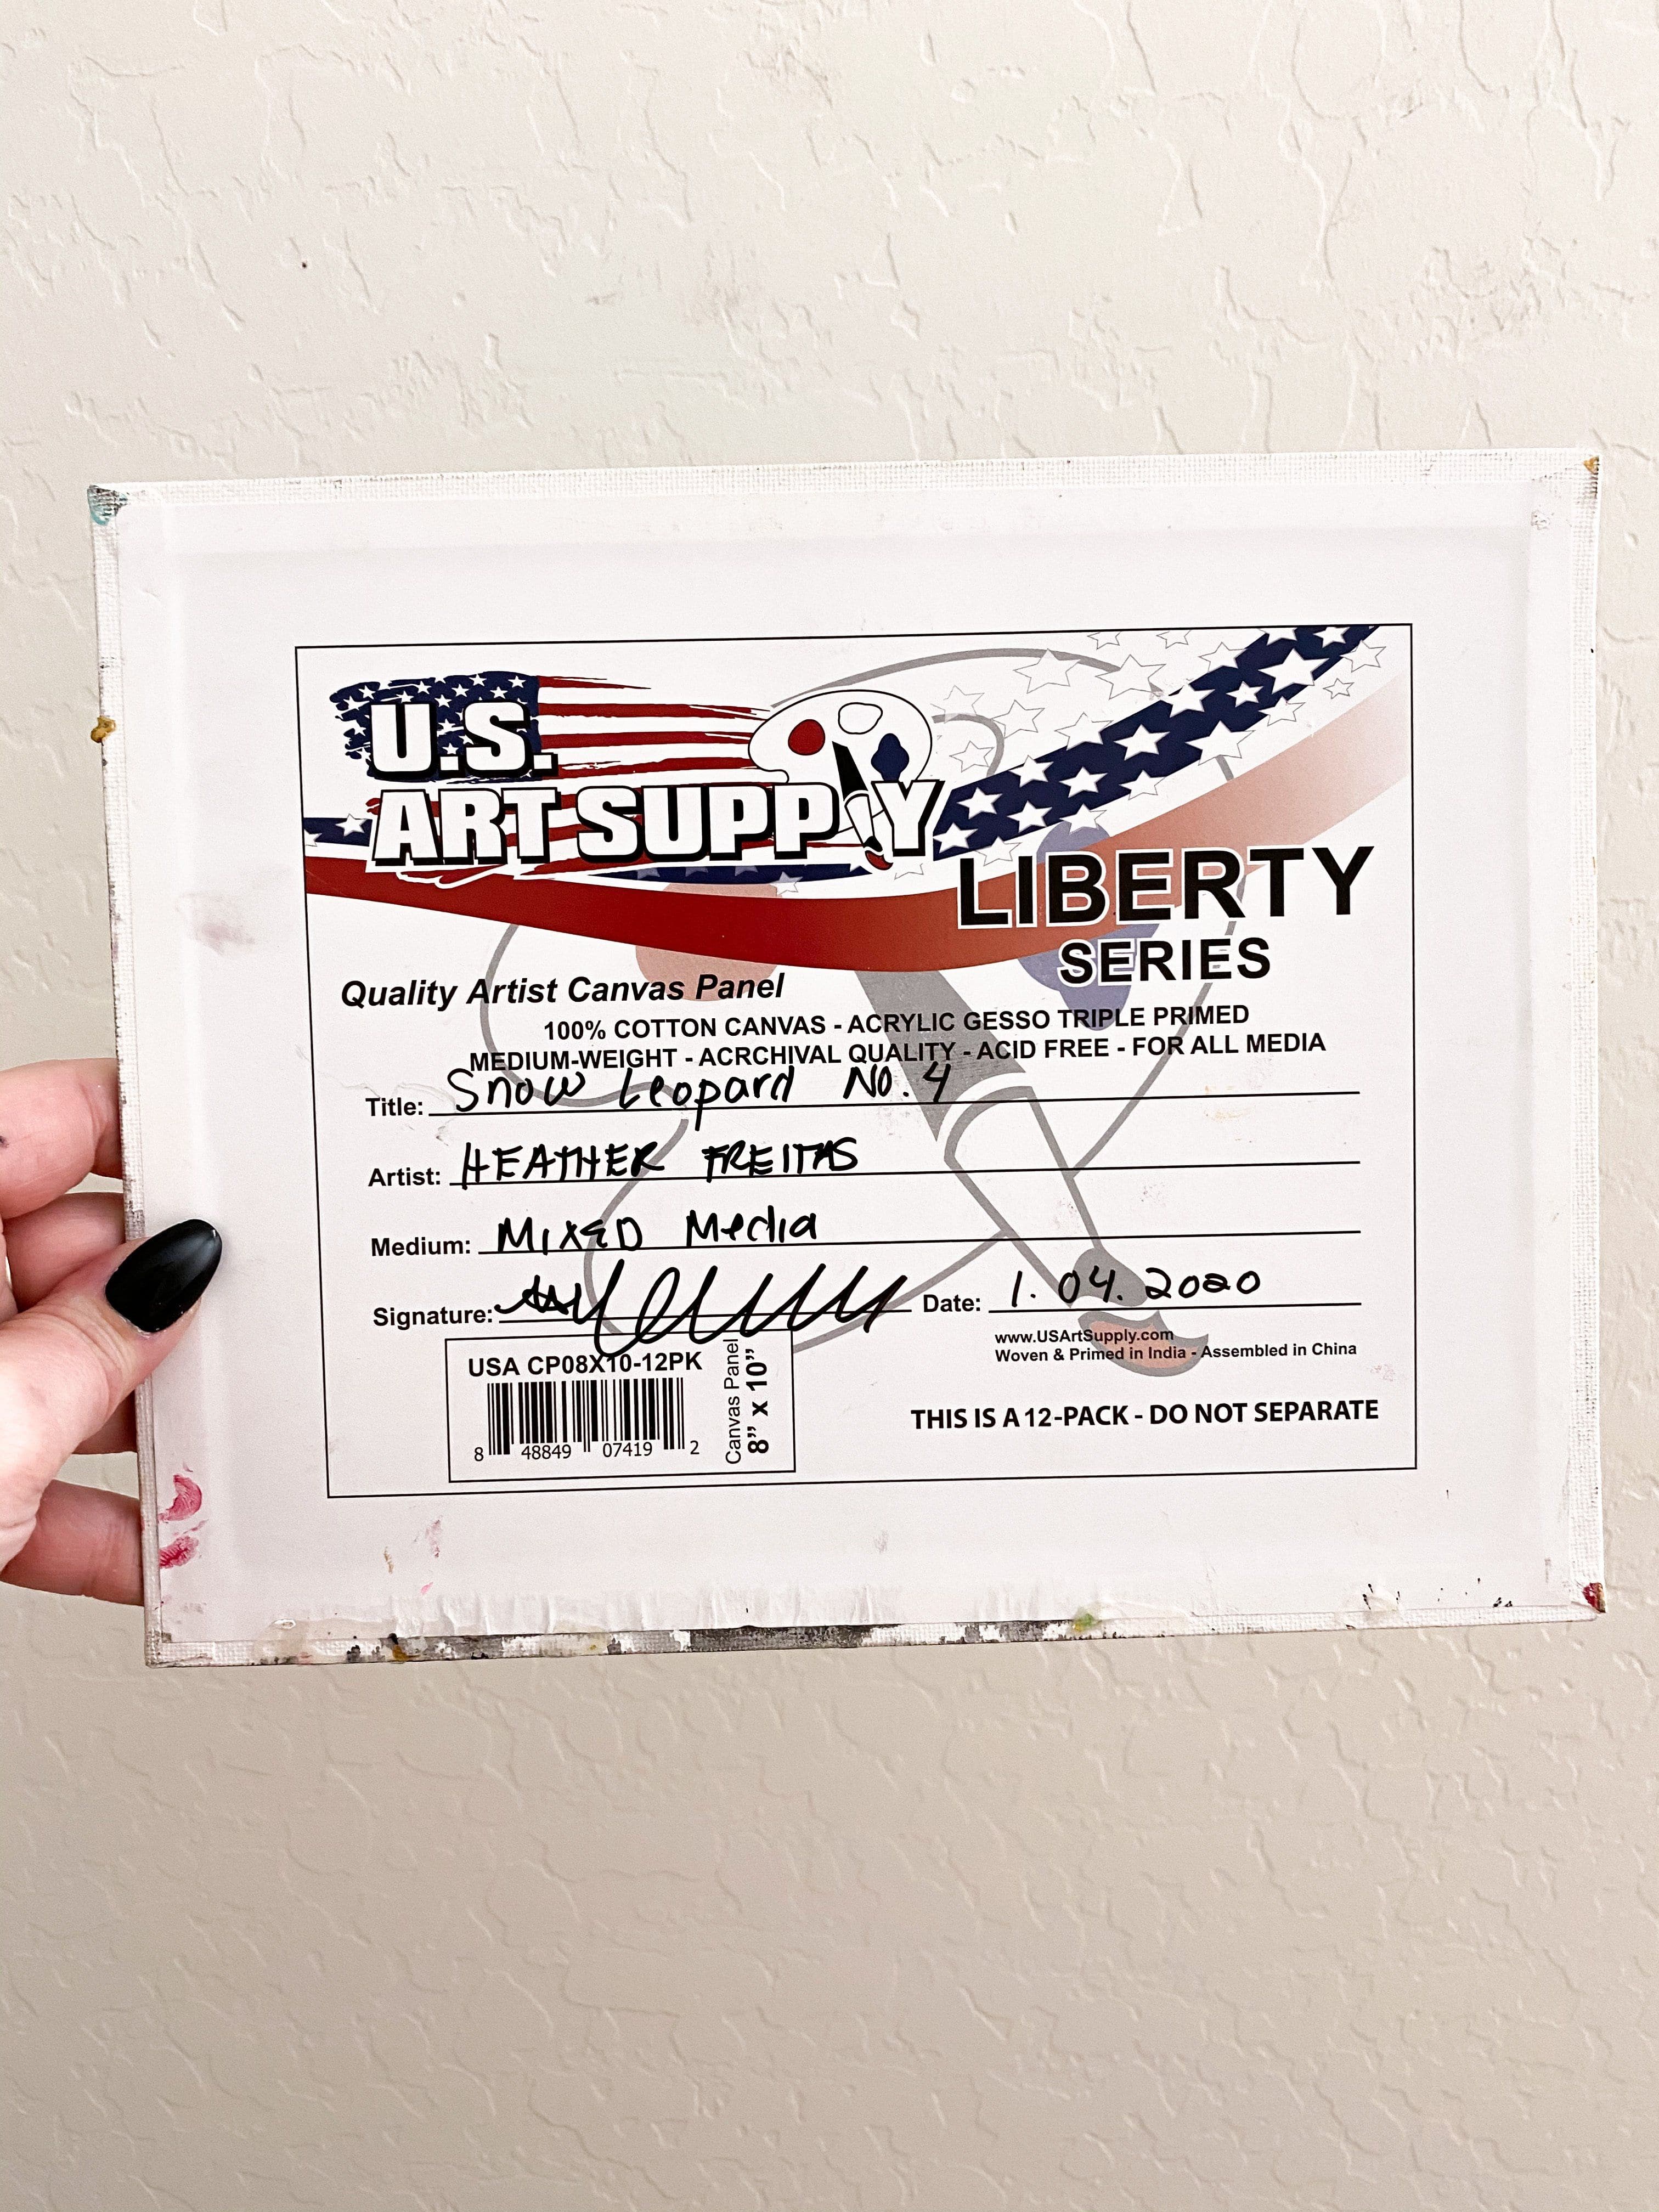 U.S.
ART SUPPLY
LIBERTY
SERIES
Quality Artist Canvas Panel
100% COTTON CANVAS - ACRYLIC GESSO TRIPLE PRIMED
MEDIUM-WEIGHT - ACRCHIVAL QUALITY - ACID FREE - FOR ALL MEDIA
Title: Snow Leopard No. 4
Artist: HEATHER FREITAS
Medium: MIXED Media
Signature: Date: 1.04.2020
www.USArtSupply.com
Woven & Primed in India - Assembled in China
USA CP08X10-12PK
8 48849 07419 2
Canvas Panel
8” x 10”
THIS IS A 12-PACK - DO NOT SEPARATE